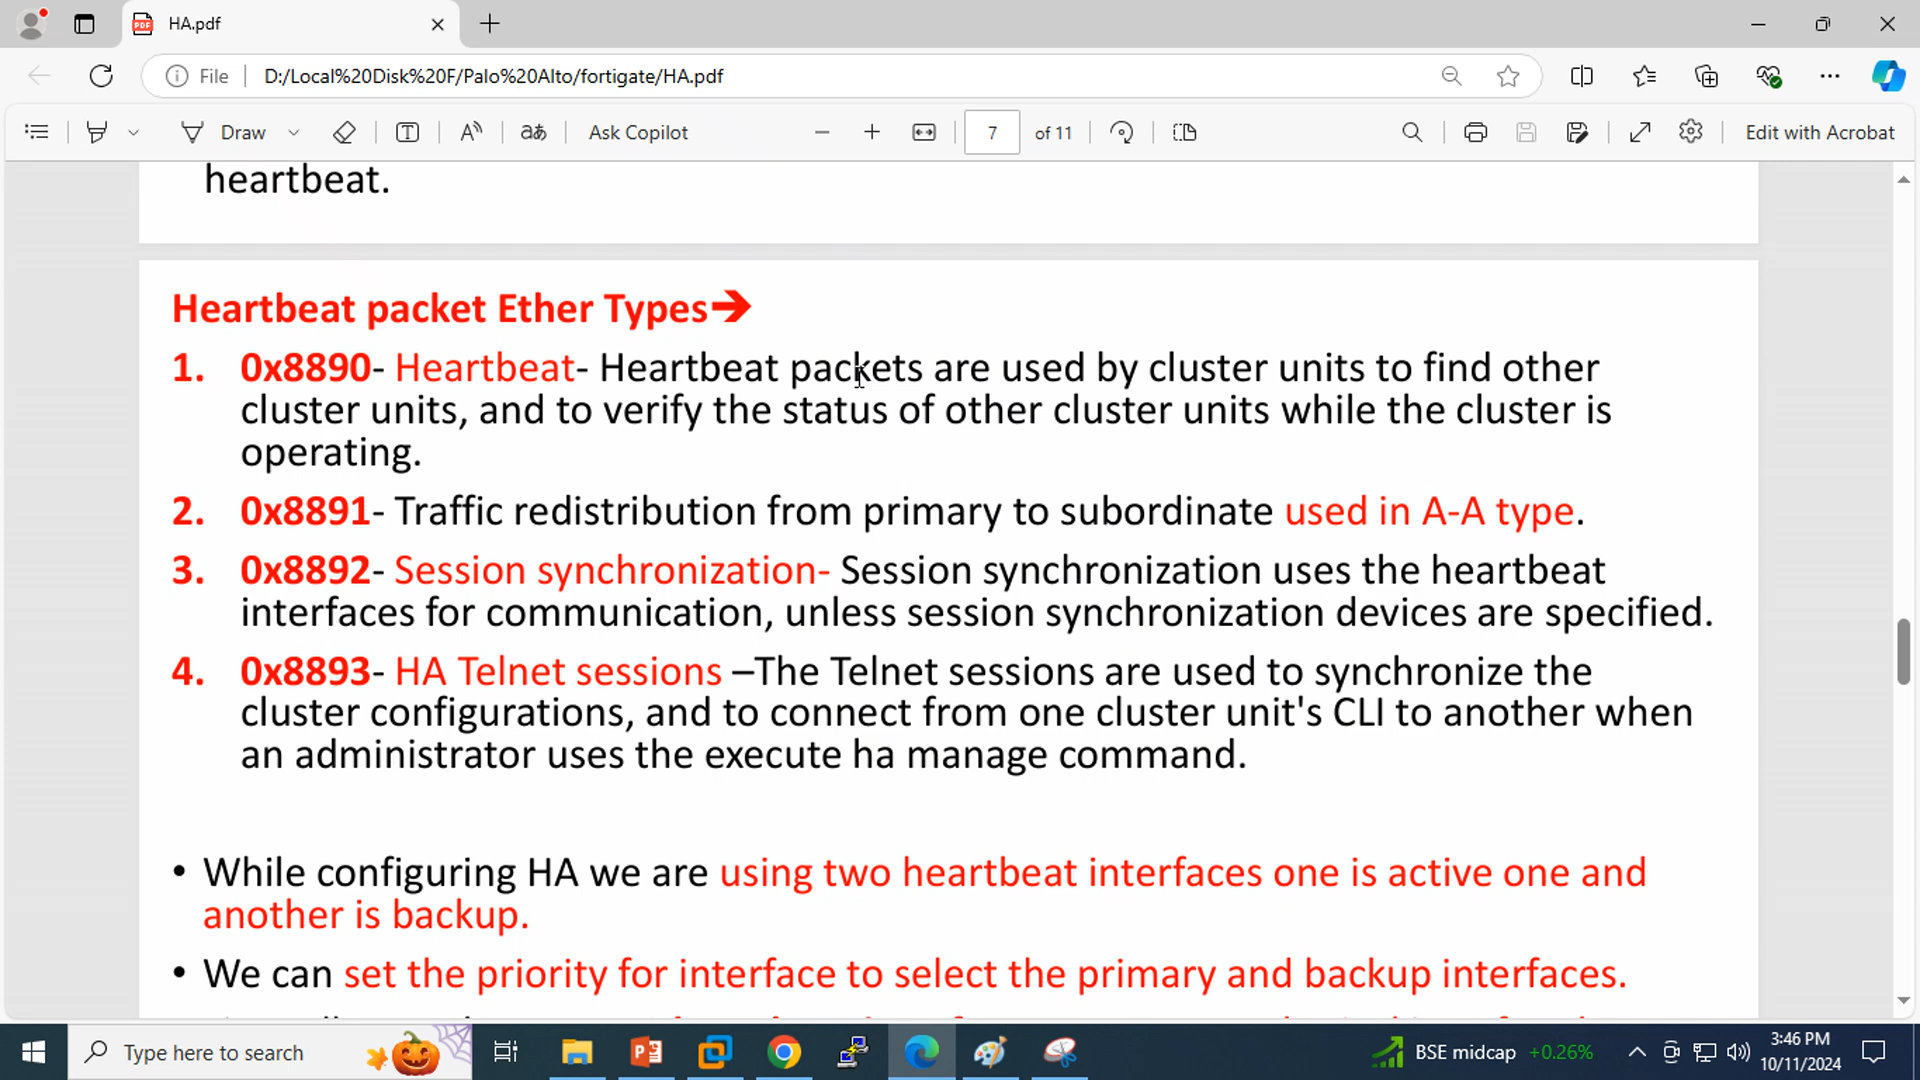 HA.pdf
File
D:/Local%20Disk%20F/Palo%20Alto/fortigate/HA.pdf
Draw
Ask Copilot
7
of 11
Edit with Acrobat
heartbeat.
Heartbeat packet Ether Types➔
1. 0x8890- Heartbeat- Heartbeat packets are used by cluster units to find other
cluster units, and to verify the status of other cluster units while the cluster is
operating.
2. 0x8891- Traffic redistribution from primary to subordinate used in A-A type.
3. 0x8892- Session synchronization- Session synchronization uses the heartbeat
interfaces for communication, unless session synchronization devices are specified.
4. 0x8893- HA Telnet sessions –The Telnet sessions are used to synchronize the
cluster configurations, and to connect from one cluster unit's CLI to another when
an administrator uses the execute ha manage command.
• While configuring HA we are using two heartbeat interfaces one is active one and
another is backup.
• We can set the priority for interface to select the primary and backup interfaces.
Type here to search
BSE midcap +0.26%
3:46 PM
10/11/2024